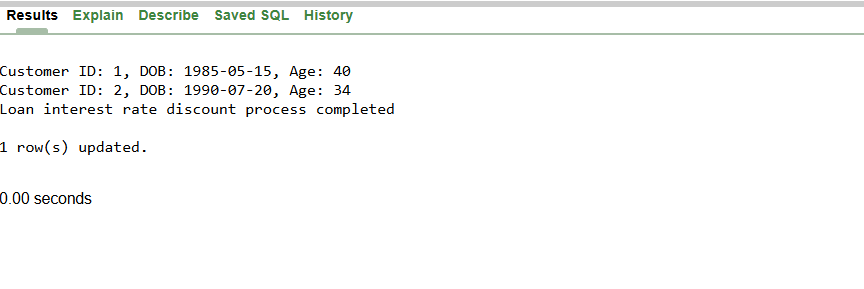 Results Explain Describe Saved SQL History
Customer ID: 1, DOB: 1985-05-15, Age: 40
Customer ID: 2, DOB: 1990-07-20, Age: 34
Loan interest rate discount process completed
1 row(s) updated.
0.00 seconds